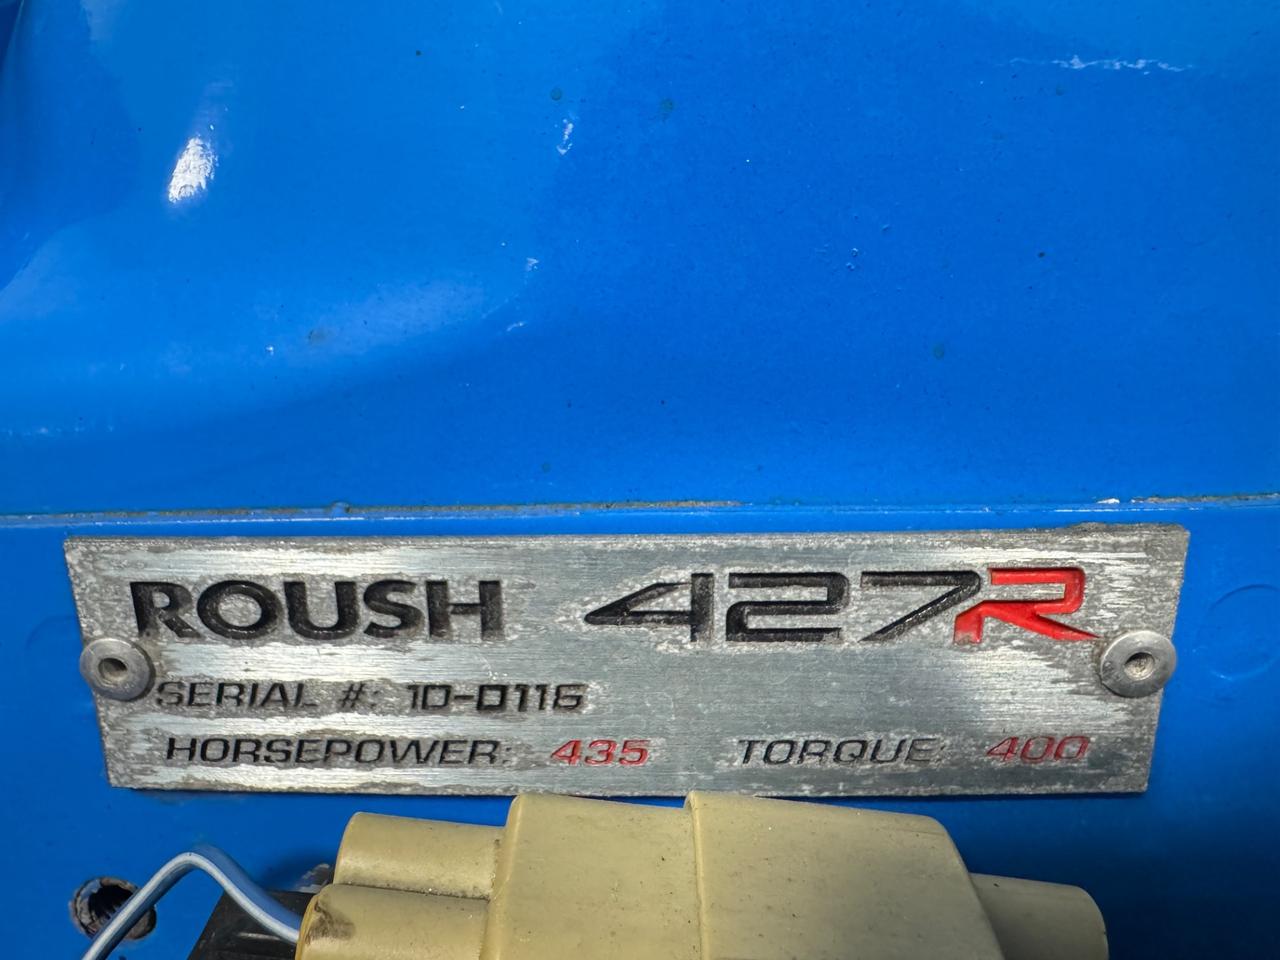 ROUSH 427R
SERIAL #: 10-0116
HORSEPOWER: 435 TORQUE: 400